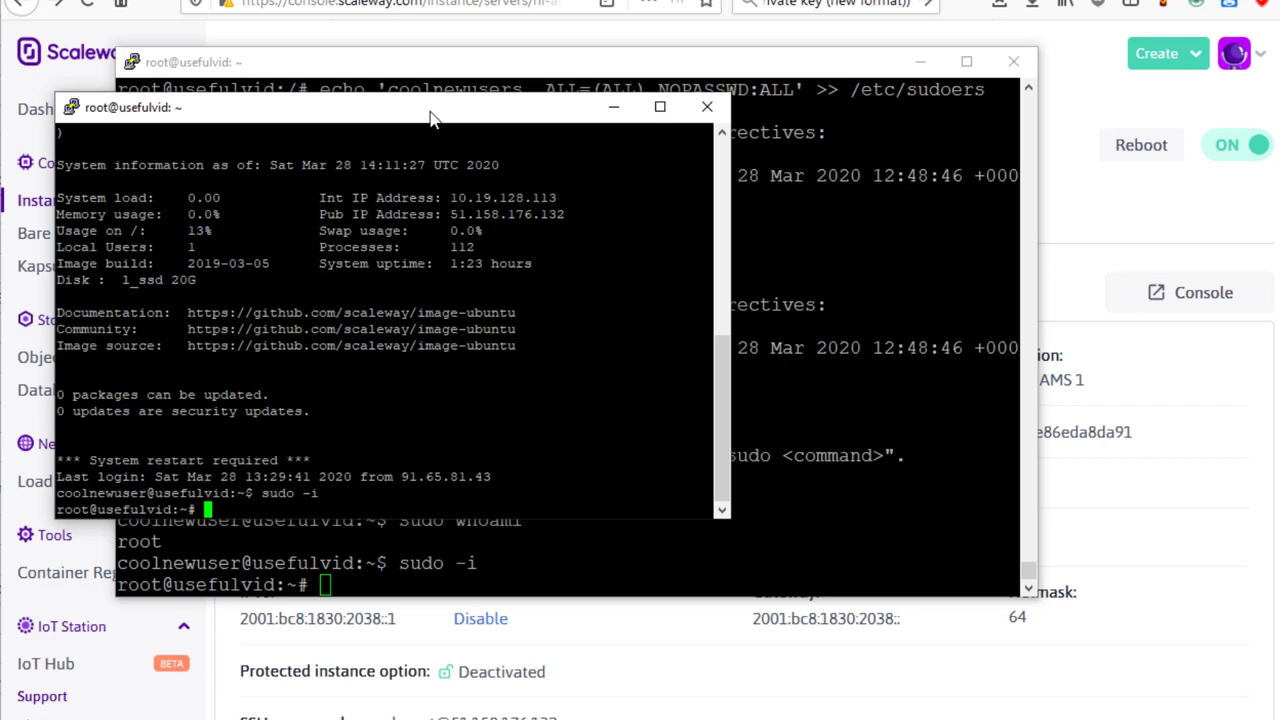 https://console.scaleway.com/instance/servers/nl-a
ivate key (new format))
Scalew
Create
root@usefulvid: ~
root@usefulvid:/# echo 'coolnewusers ALL=(ALL) NOPASSWD:ALL' >> /etc/sudoers
root@usefulvid: ~
Dash
rectives:
)
Reboot
ON
System information as of: Sat Mar 28 14:11:27 UTC 2020
Co
28 Mar 2020 12:48:46 +000
System load: 0.00 Int IP Address: 10.19.128.113
Insta
Memory usage: 0.0% Pub IP Address: 51.158.176.132
Usage on /: 13% Swap usage: 0.0%
Bare
Local Users: 1 Processes: 112
Image build: 2019-03-05 System uptime: 1:23 hours
Kaps
Disk : l_ssd 20G
Console
rectives:
Documentation: https://github.com/scaleway/image-ubuntu
Sto
Community: https://github.com/scaleway/image-ubuntu
Image source: https://github.com/scaleway/image-ubuntu
28 Mar 2020 12:48:46 +000
ion:
Obje
AMS 1
Data
0 packages can be updated.
0 updates are security updates.
e86eda8da91
Ne
*** System restart required ***
sudo <command>".
Last login: Sat Mar 28 13:29:41 2020 from 91.65.81.43
Load
coolnewuser@usefulvid:~$ sudo -i
root@usefulvid:~#
coolnewuser@usefulvid:~$ sudo whoami
Tools
root
coolnewuser@usefulvid:~$ sudo -i
Container Reg
root@usefulvid:~#
tmask:
2001:bc8:1830:2038::1
Disable
2001:bc8:1830:2038::
64
IoT Station
IoT Hub
BETA
Protected instance option: Deactivated
Support